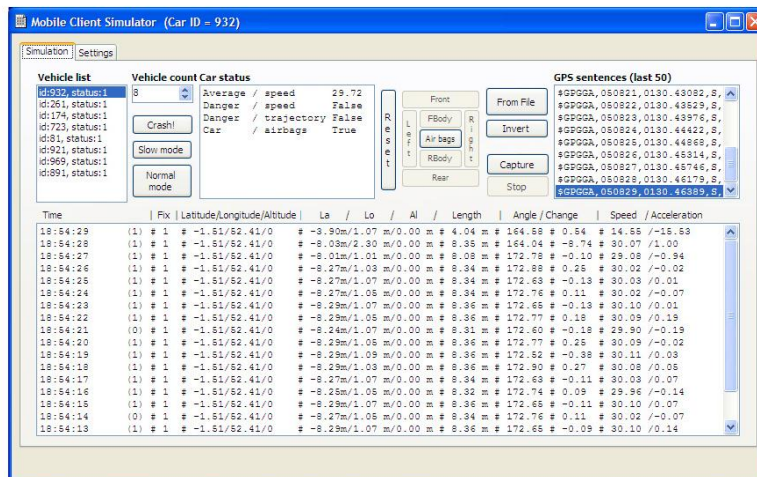 Mobile Client Simulator (Car ID = 932)
Simulation Settings
Vehicle list
id:932, status:1
id:261, status:1
id:174, status:1
id:723, status:1
id:81, status:1
id:921, status:1
id:969, status:1
id:891, status:1
Vehicle count
8
Crash!
Slow mode
Normal mode
Car status
Average / speed 29.72
Danger / speed False
Danger / trajectory False
Car / airbags True
Reset
Front
Left
FBody
Air bags
RBody
Right
Rear
From File
Invert
Capture
Stop
GPS sentences (last 50)
$GPGGA,050821,0130.43082,S,
$GPGGA,050822,0130.43529,S,
$GPGGA,050823,0130.43976,S,
$GPGGA,050824,0130.44422,S,
$GPGGA,050825,0130.44868,S,
$GPGGA,050826,0130.45314,S,
$GPGGA,050827,0130.45746,S,
$GPGGA,050828,0130.46179,S,
$GPGGA,050829,0130.46389,S,
Time | Fix | Latitude/Longitude/Altitude | La / Lo / Al / Length | Angle / Change | Speed / Acceleration
18:54:29 (1) # 1 # -1.51/52.41/0 # -3.90m/1.07 m/0.00 m # 4.04 m # 164.58 # 0.54 # 14.55 /-15.53
18:54:28 (1) # 1 # -1.51/52.41/0 # -8.03m/2.30 m/0.00 m # 8.35 m # 164.04 # -8.74 # 30.07 /1.00
18:54:27 (1) # 1 # -1.51/52.41/0 # -8.01m/1.01 m/0.00 m # 8.08 m # 172.78 # -0.10 # 29.08 /-0.94
18:54:26 (1) # 1 # -1.51/52.41/0 # -8.27m/1.03 m/0.00 m # 8.34 m # 172.88 # 0.25 # 30.02 /-0.02
18:54:25 (1) # 1 # -1.51/52.41/0 # -8.27m/1.07 m/0.00 m # 8.34 m # 172.63 # -0.13 # 30.03 /0.01
18:54:24 (1) # 1 # -1.51/52.41/0 # -8.27m/1.05 m/0.00 m # 8.34 m # 172.76 # 0.11 # 30.02 /-0.07
18:54:23 (1) # 1 # -1.51/52.41/0 # -8.29m/1.07 m/0.00 m # 8.36 m # 172.65 # -0.13 # 30.10 /0.01
18:54:22 (1) # 1 # -1.51/52.41/0 # -8.29m/1.05 m/0.00 m # 8.36 m # 172.77 # 0.18 # 30.09 /0.19
18:54:21 (0) # 1 # -1.51/52.41/0 # -8.24m/1.07 m/0.00 m # 8.31 m # 172.60 # -0.18 # 29.90 /-0.19
18:54:20 (1) # 1 # -1.51/52.41/0 # -8.29m/1.05 m/0.00 m # 8.36 m # 172.77 # 0.25 # 30.09 /-0.02
18:54:19 (1) # 1 # -1.51/52.41/0 # -8.29m/1.09 m/0.00 m # 8.36 m # 172.52 # -0.38 # 30.11 /0.03
18:54:18 (1) # 1 # -1.51/52.41/0 # -8.29m/1.03 m/0.00 m # 8.36 m # 172.90 # 0.27 # 30.08 /0.05
18:54:17 (1) # 1 # -1.51/52.41/0 # -8.27m/1.07 m/0.00 m # 8.34 m # 172.63 # -0.11 # 30.03 /0.07
18:54:16 (1) # 1 # -1.51/52.41/0 # -8.25m/1.05 m/0.00 m # 8.32 m # 172.74 # 0.09 # 29.96 /-0.14
18:54:15 (1) # 1 # -1.51/52.41/0 # -8.29m/1.07 m/0.00 m # 8.36 m # 172.65 # -0.11 # 30.10 /0.07
18:54:14 (0) # 1 # -1.51/52.41/0 # -8.27m/1.05 m/0.00 m # 8.34 m # 172.76 # 0.11 # 30.02 /-0.07
18:54:13 (1) # 1 # -1.51/52.41/0 # -8.29m/1.07 m/0.00 m # 8.36 m # 172.65 # -0.09 # 30.10 /0.14